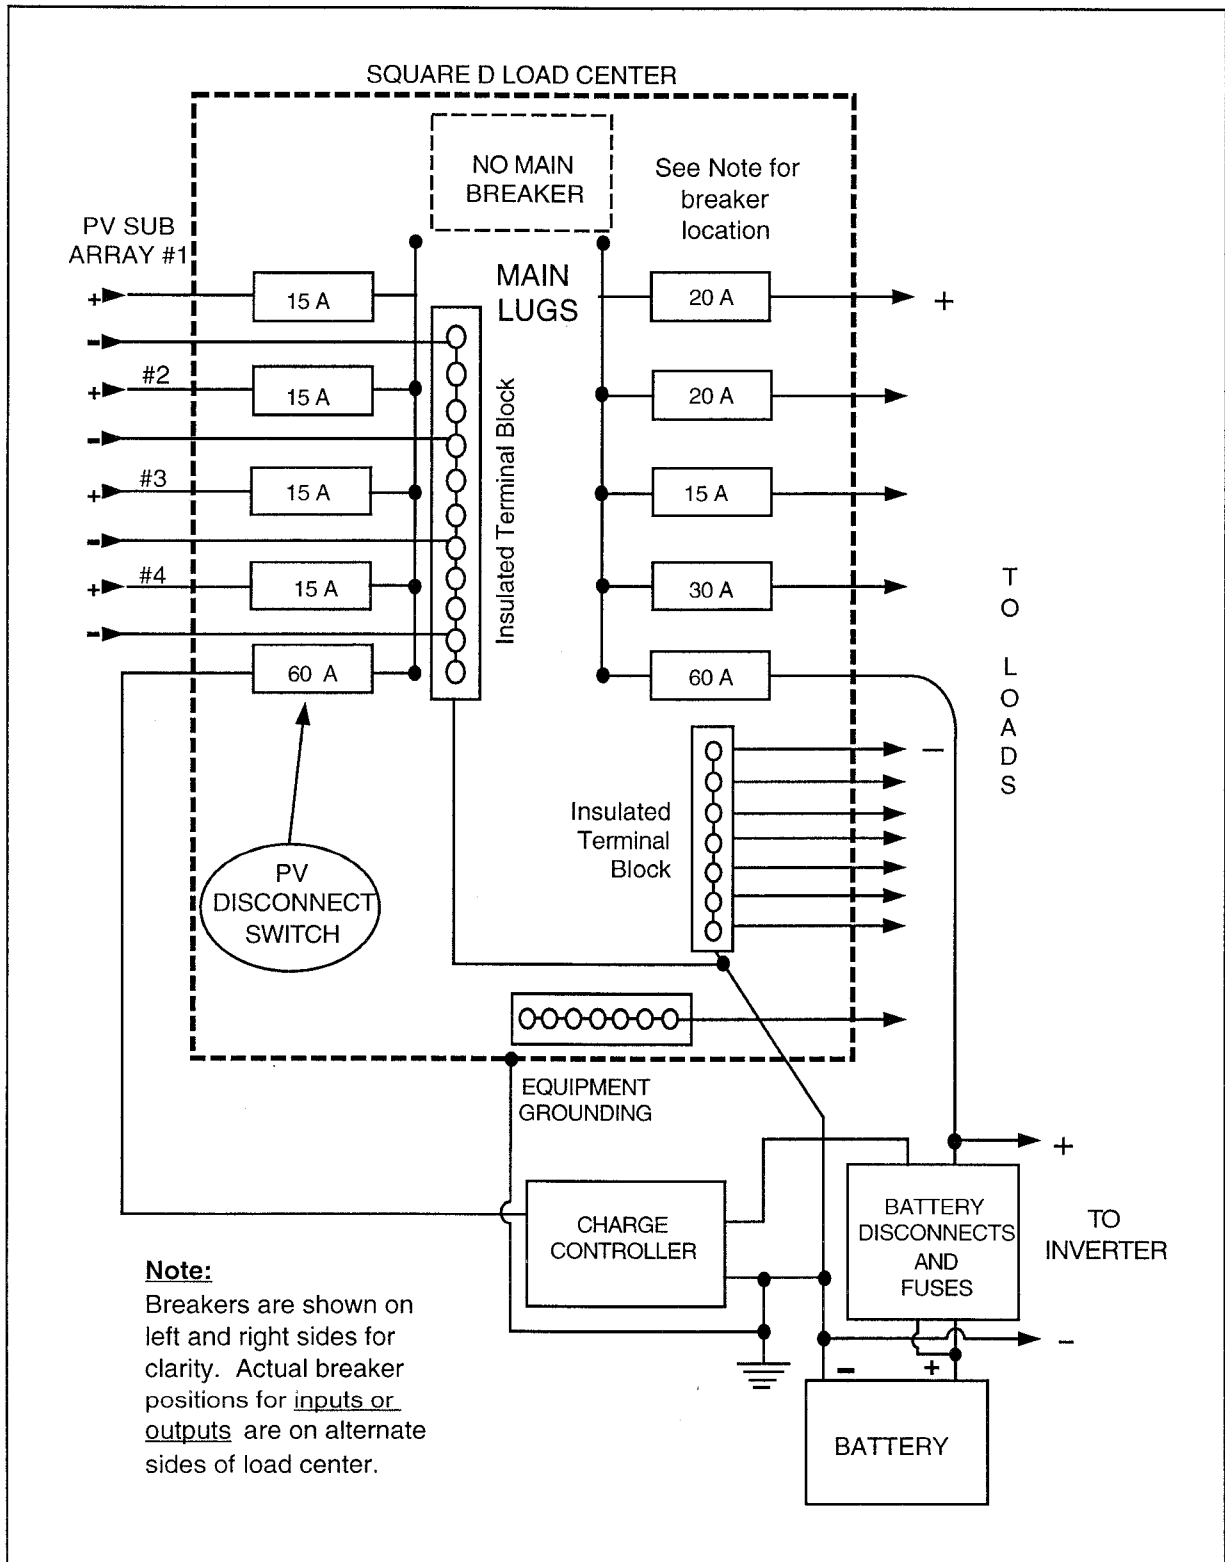 SQUARE D LOAD CENTER
NO MAIN
BREAKER
See Note for
breaker
location
PV SUB
ARRAY #1
MAIN
LUGS
+
15 A
20 A
+
-
#2
+
15 A
20 A
-
#3
+
15 A
15 A
-
#4
+
15 A
30 A
-
60 A
60 A
Insulated Terminal Block
TO LOADS
−
Insulated
Terminal
Block
PV
DISCONNECT
SWITCH
EQUIPMENT
GROUNDING
+
CHARGE
CONTROLLER
BATTERY
DISCONNECTS
AND
FUSES
TO
INVERTER
-
- +
BATTERY
Note:
Breakers are shown on
left and right sides for
clarity. Actual breaker
positions for inputs or
outputs are on alternate
sides of load center.